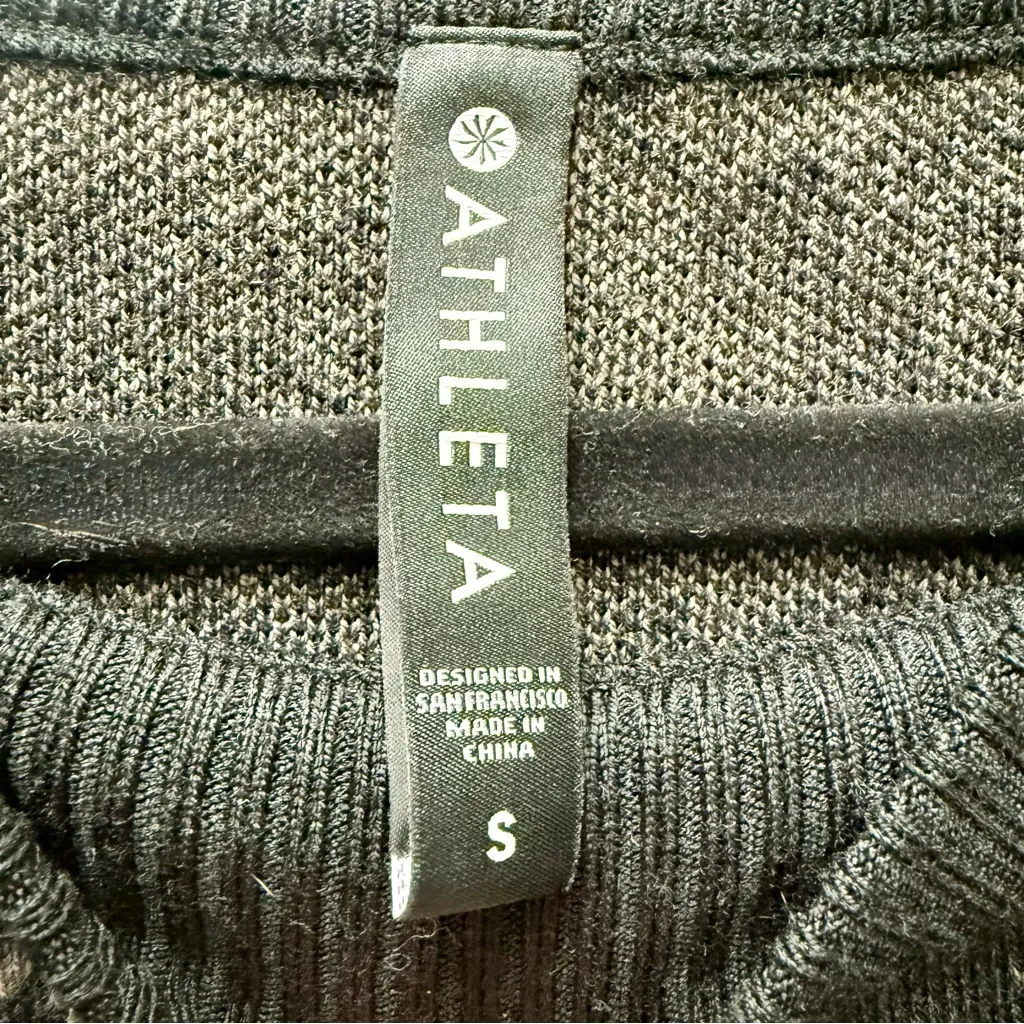 ATHLETA
DESIGNED IN
SAN FRANCISCO
MADE IN
CHINA
S